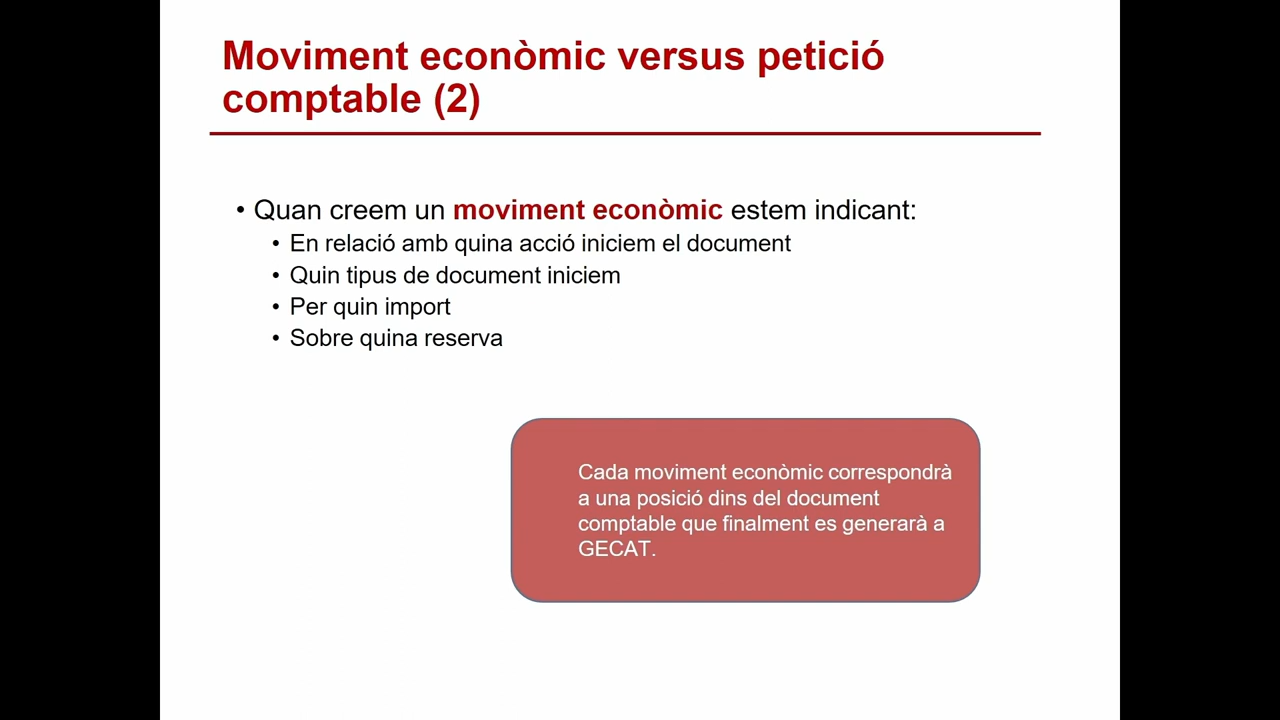 Moviment econòmic versus petició
comptable (2)
• Quan creem un moviment econòmic estem indicant:
• En relació amb quina acció iniciem el document
• Quin tipus de document iniciem
• Per quin import
• Sobre quina reserva
Cada moviment econòmic correspondrà
a una posició dins del document
comptable que finalment es generarà a
GECAT.